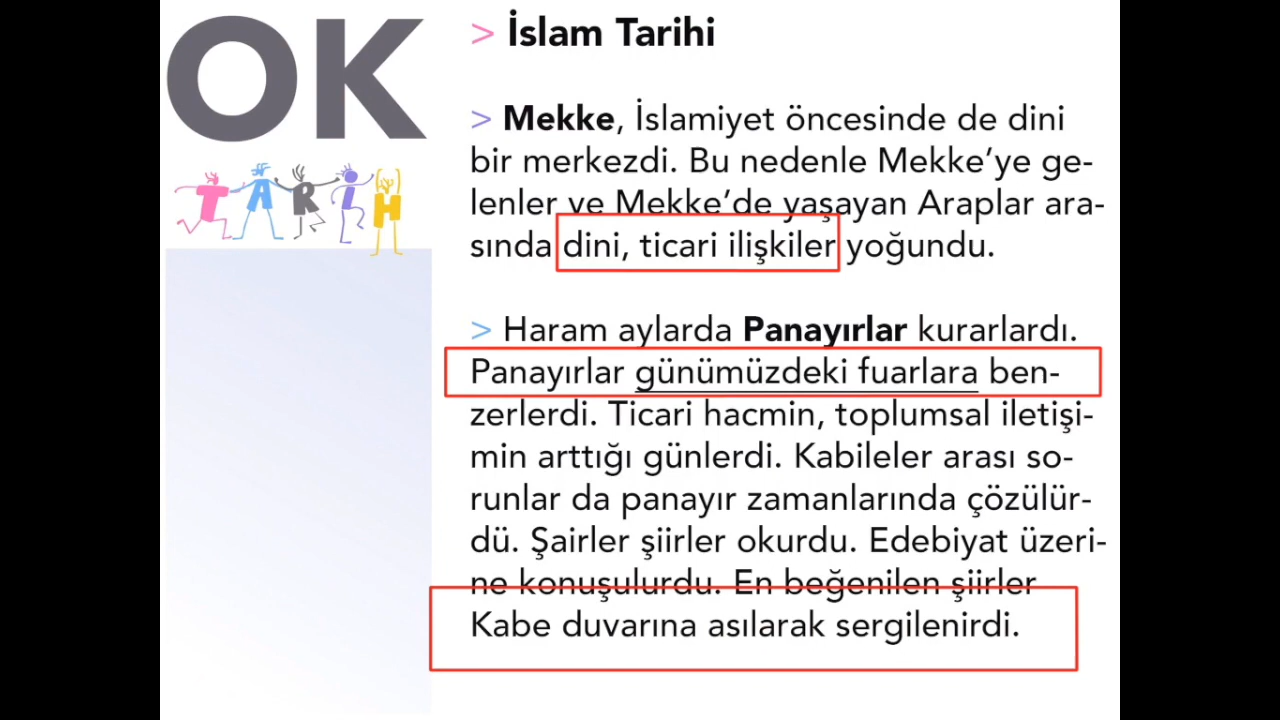 OK
TARİH
> İslam Tarihi
> Mekke, İslamiyet öncesinde de dini
bir merkezdi. Bu nedenle Mekke’ye ge-
lenler ve Mekke’de yaşayan Araplar ara-
sında dini, ticari ilişkiler yoğundu.
> Haram aylarda Panayırlar kurarlardı.
Panayırlar günümüzdeki fuarlara ben-
zerlerdi. Ticari hacmin, toplumsal iletişi-
min arttığı günlerdi. Kabileler arası so-
runlar da panayır zamanlarında çözülür-
dü. Şairler şiirler okurdu. Edebiyat üzeri-
ne konuşulurdu. En beğenilen şiirler
Kabe duvarına asılarak sergilenirdi.